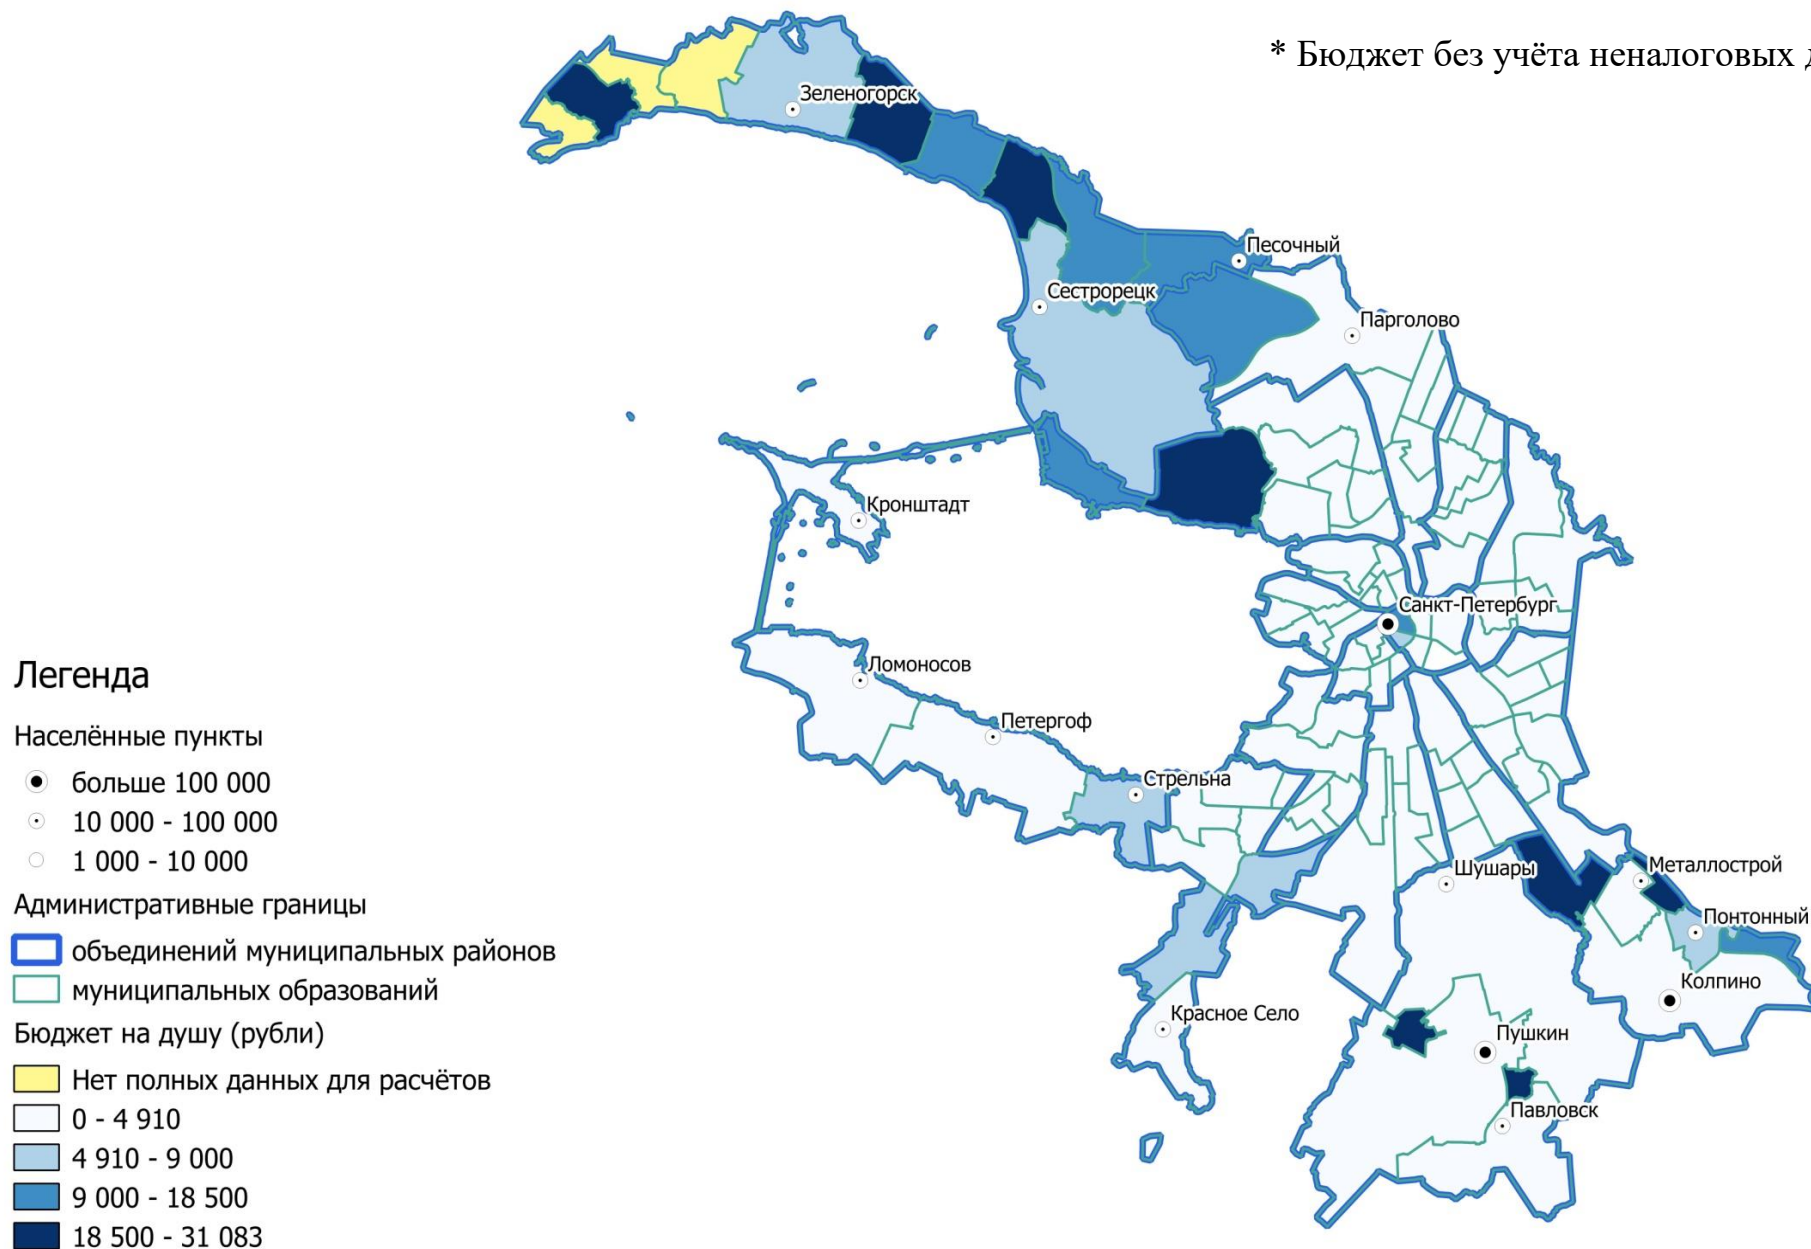 * Бюджет без учёта неналоговых д
Зеленогорск
Песочный
Сестрорецк
Парголово
Кронштадт
Санкт-Петербург
Ломоносов
Петергоф
Стрельна
Шушары
Металлострой
Понтонный
Колпино
Красное Село
Пушкин
Павловск
Легенда
Населённые пункты
больше 100 000
10 000 - 100 000
1 000 - 10 000
Административные границы
объединений муниципальных районов
муниципальных образований
Бюджет на душу (рубли)
Нет полных данных для расчётов
0 - 4 910
4 910 - 9 000
9 000 - 18 500
18 500 - 31 083